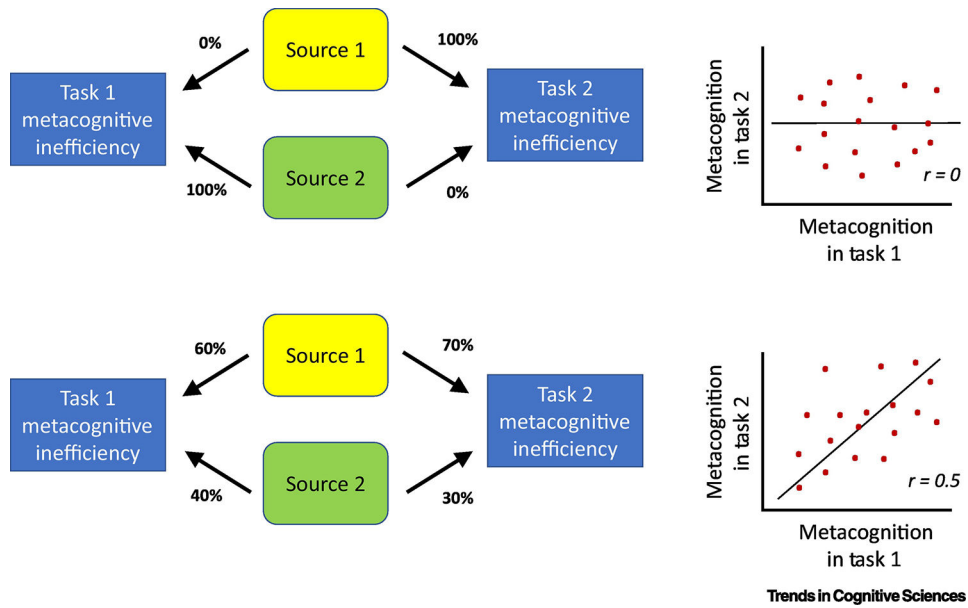 0%
Source 1
100%
Task 1
metacognitive
inefficiency
Task 2
metacognitive
inefficiency
100%
Source 2
0%
Metacognition
in task 2
r = 0
Metacognition
in task 1
60%
Source 1
70%
Task 1
metacognitive
inefficiency
Task 2
metacognitive
inefficiency
40%
Source 2
30%
Metacognition
in task 2
r = 0.5
Metacognition
in task 1
Trends in Cognitive Sciences